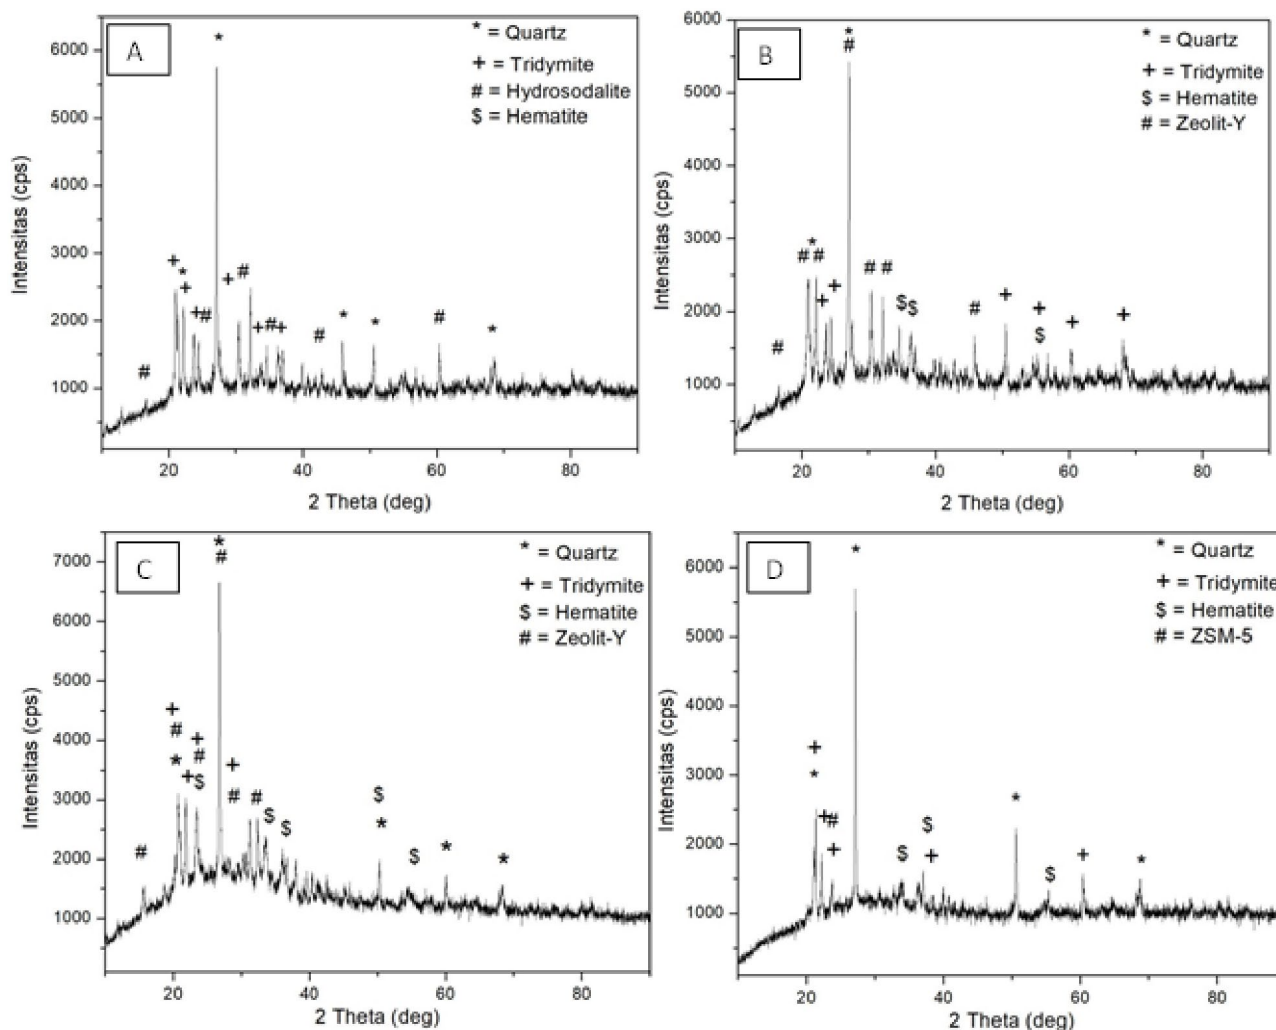 A
* = Quartz
+ = Tridymite
# = Hydrosodalite
$ = Hematite
6000
5000
4000
3000
2000
1000
Intensitas (cps)
* + * + + # + # + # + # * * # * #
20 40 60 80
2 Theta (deg)
B
* = Quartz
+ = Tridymite
$ = Hematite
# = Zeolit-Y
6000
5000
4000
3000
2000
1000
Intensitas (cps)
* # # * # + + # # $ $ # + + $ + + #
20 40 60 80
2 Theta (deg)
C
* = Quartz
+ = Tridymite
$ = Hematite
# = Zeolit-Y
7000
6000
5000
4000
3000
2000
1000
Intensitas (cps)
* # + # * + + # $ + # # $ $ $ * $ * * #
20 40 60 80
2 Theta (deg)
D
* = Quartz
+ = Tridymite
$ = Hematite
# = ZSM-5
6000
5000
4000
3000
2000
1000
Intensitas (cps)
* + * + # + $ $ + * $ + *
20 40 60 80
2 Theta (deg)